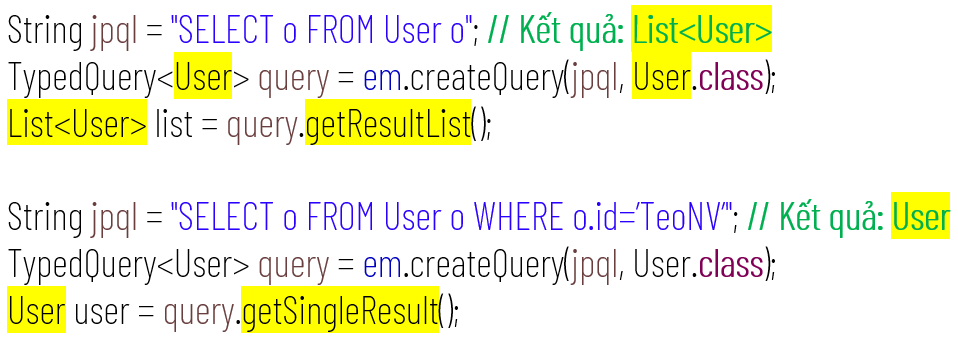 String jpql = "SELECT o FROM User o"; // Kết quả: List<User>
TypedQuery<User> query = em.createQuery(jpql, User.class);
List<User> list = query.getResultList();
String jpql = "SELECT o FROM User o WHERE o.id=’TeoNV’"; // Kết quả: User
TypedQuery<User> query = em.createQuery(jpql, User.class);
User user = query.getSingleResult();